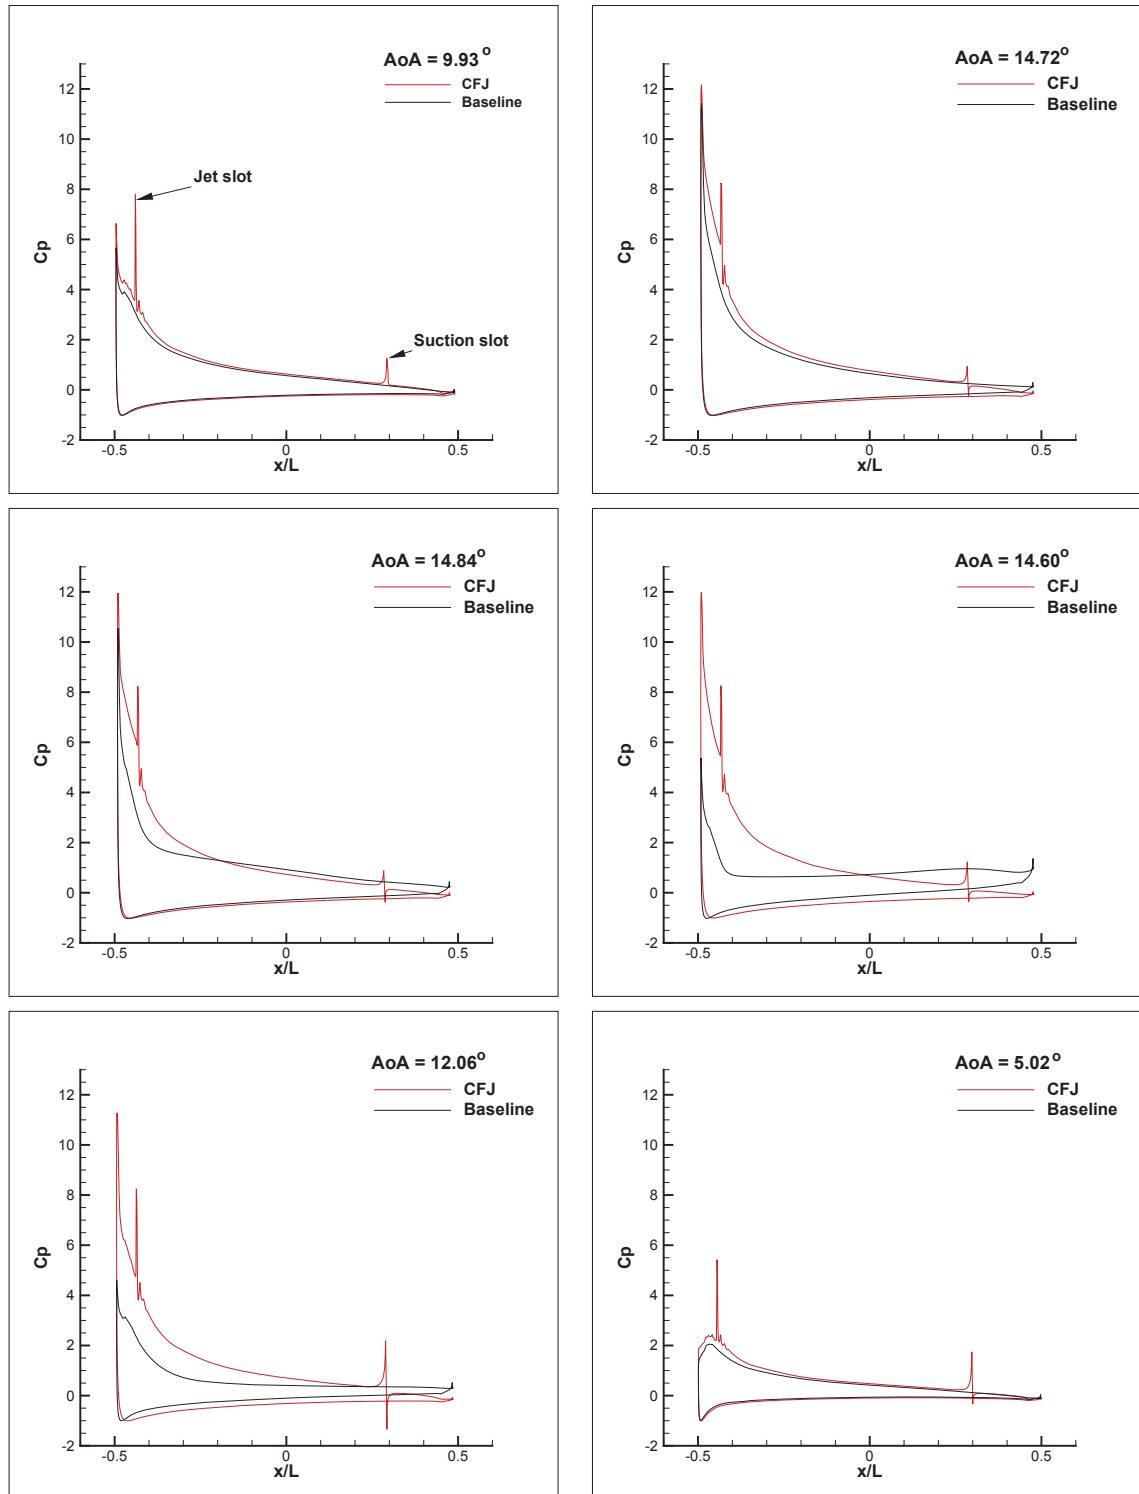 AoA = 9.93°
CFJ
Baseline
Jet slot
Suction slot
Cp
12
10
8
6
4
2
0
-2
-0.5
0
0.5
x/L
AoA = 14.72°
CFJ
Baseline
Cp
12
10
8
6
4
2
0
-2
-0.5
0
0.5
x/L
AoA = 14.84°
CFJ
Baseline
Cp
12
10
8
6
4
2
0
-2
-0.5
0
0.5
x/L
AoA = 14.60°
CFJ
Baseline
Cp
12
10
8
6
4
2
0
-2
-0.5
0
0.5
x/L
AoA = 12.06°
CFJ
Baseline
Cp
12
10
8
6
4
2
0
-2
-0.5
0
0.5
x/L
AoA = 5.02°
CFJ
Baseline
Cp
12
10
8
6
4
2
0
-2
-0.5
0
0.5
x/L